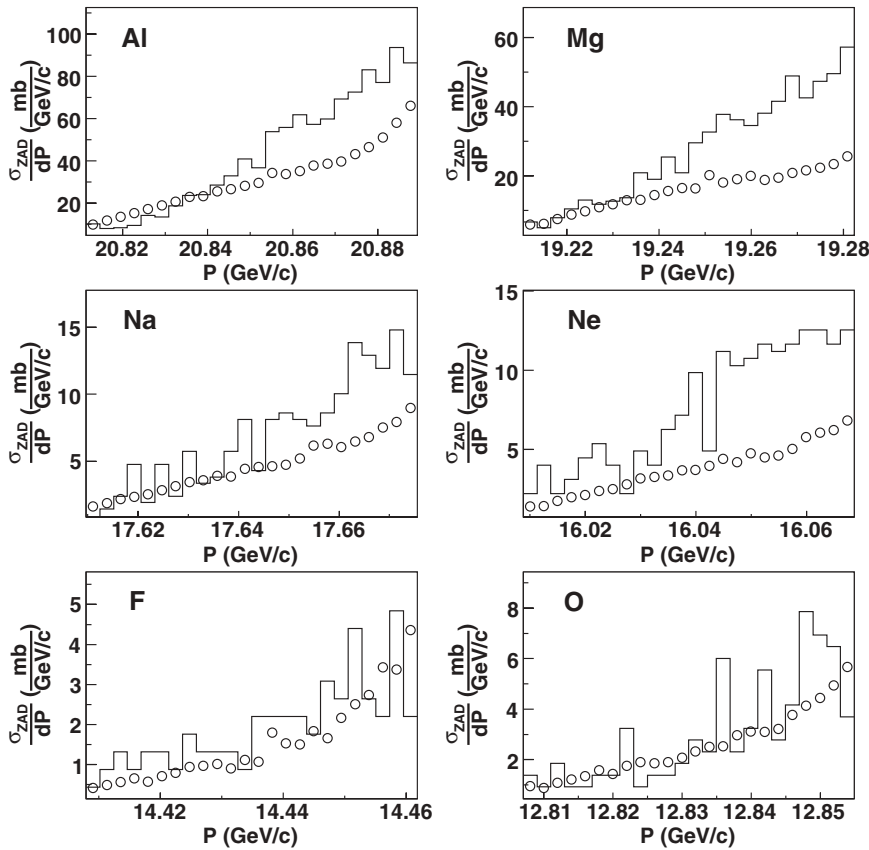 Al
100
80
60
40
20
σZAD
dP
(mb
GeV/c)
20.82 20.84 20.86 20.88
P (GeV/c)
Mg
60
40
20
σZAD
dP
(mb
GeV/c)
19.22 19.24 19.26 19.28
P (GeV/c)
Na
15
10
5
σZAD
dP
(mb
GeV/c)
17.62 17.64 17.66
P (GeV/c)
Ne
15
10
5
σZAD
dP
(mb
GeV/c)
16.02 16.04 16.06
P (GeV/c)
F
5
4
3
2
1
σZAD
dP
(mb
GeV/c)
14.42 14.44 14.46
P (GeV/c)
O
8
6
4
2
σZAD
dP
(mb
GeV/c)
12.81 12.82 12.83 12.84 12.85
P (GeV/c)